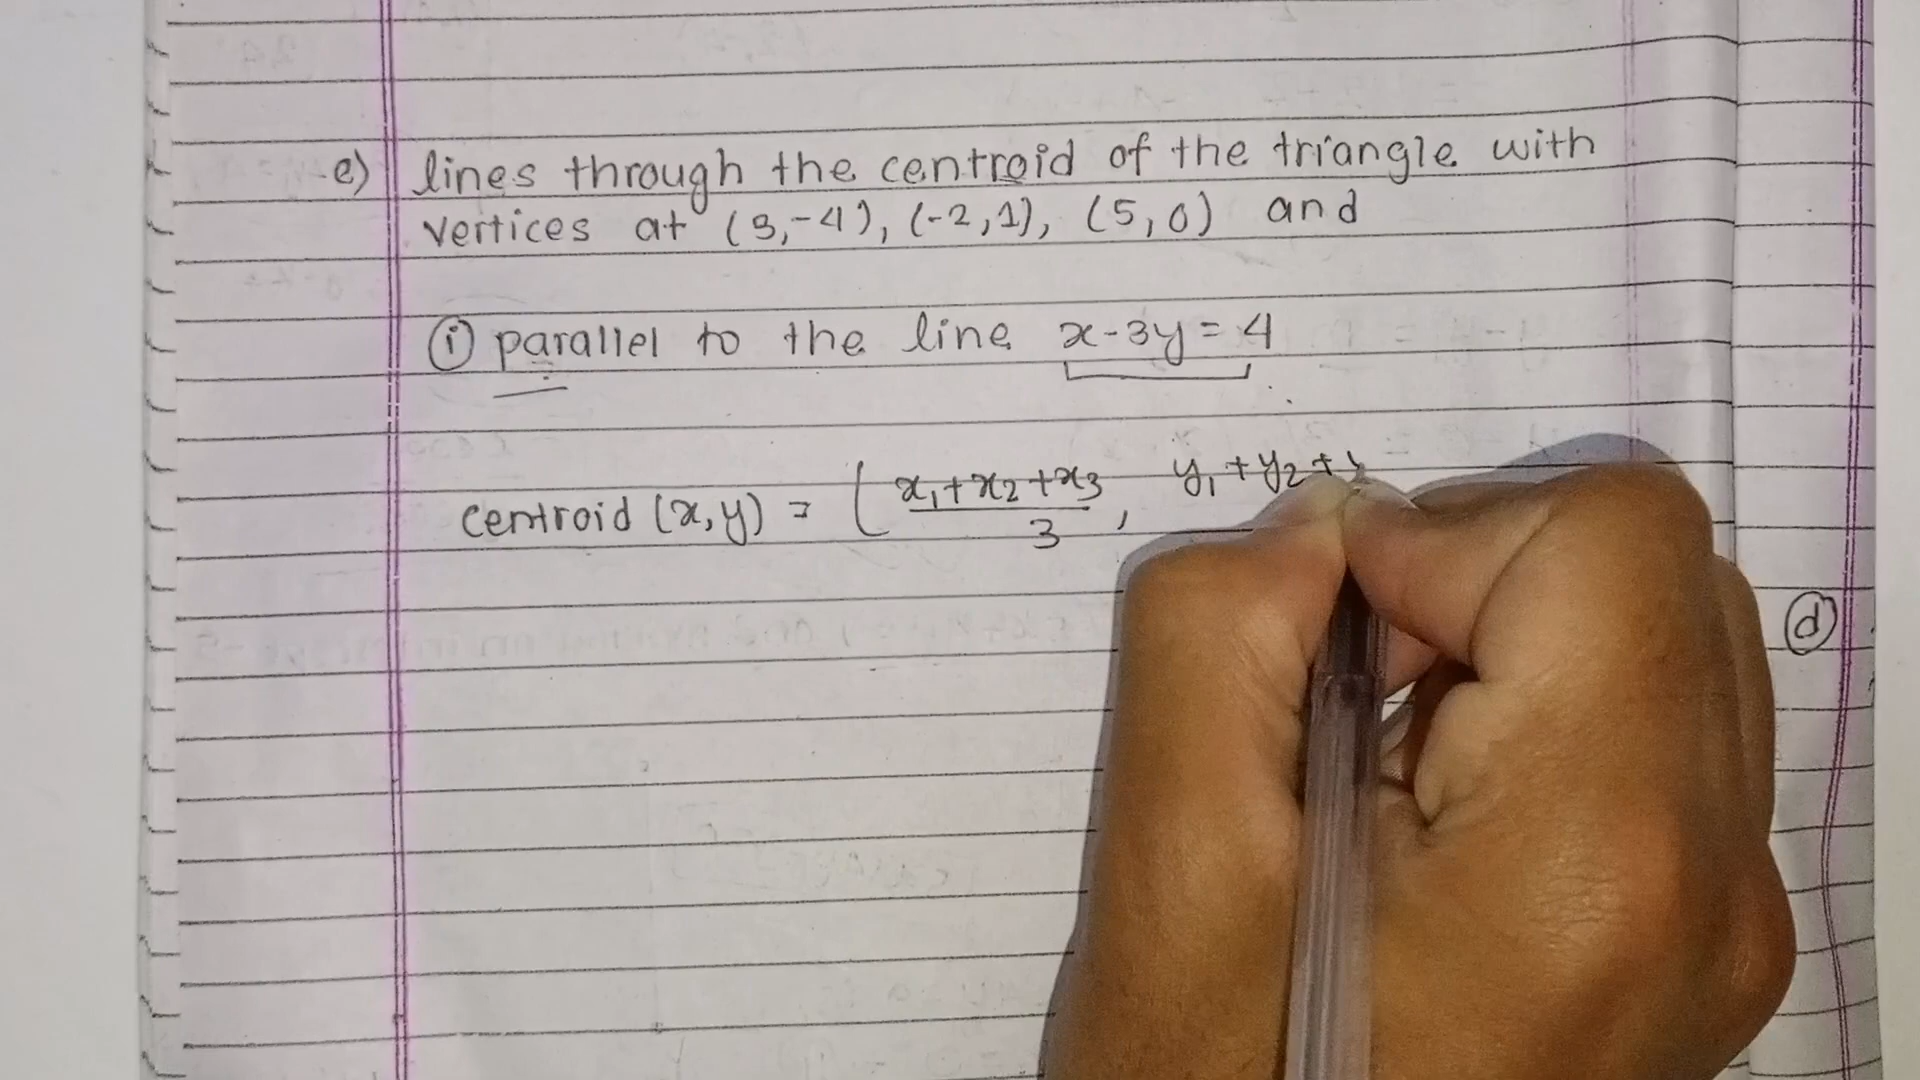 e) lines through the centroid of the triangle with
vertices at (3,-4), (-2,1), (5,0) and
(i) parallel to the line x-3y=4
centroid (x,y) = ( x₁+x₂+x₃ / 3 , y₁+y₂+y
(d)